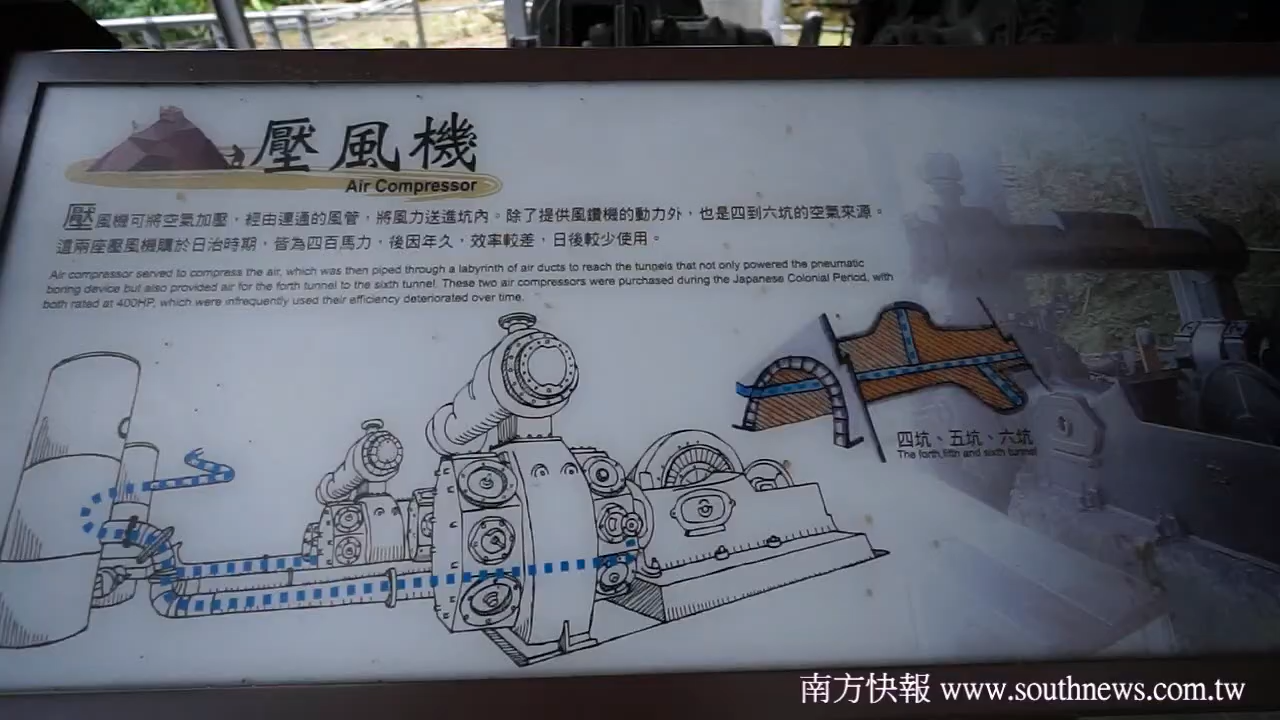 壓風機
Air Compressor
壓風機可將空氣加壓，經由連通的風管，將風力送進坑內。除了提供風鑽機的動力外，也是四到六坑的空氣來源。
這兩座壓風機購於日治時期，皆為四百馬力，後因年久，效率較差，日後較少使用。
Air compressor served to compress the air, which was then piped through a labyrinth of air ducts to reach the tunnels that not only powered the pneumatic
boring device but also provided air for the forth tunnel to the sixth tunnel. These two air compressors were purchased during the Japanese Colonial Period, with
both rated at 400HP, which were infrequently used their efficiency deteriorated over time.
四坑、五坑、六坑
The forth,fifth and sixth tunnel
南方快報 www.southnews.com.tw